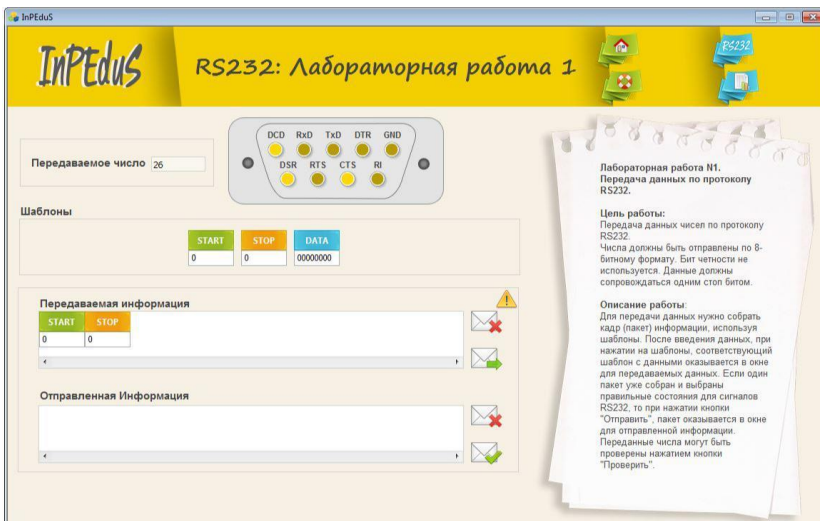 InPEduS
InPEduS
RS232: Лабораторная работа 1
RS232
DCD RxD TxD DTR GND
DSR RTS CTS RI
Передаваемое число 26
Шаблоны
START STOP DATA
0 0 00000000
Передаваемая информация
START STOP
0 0
Отправленная Информация
Лабораторная работа N1.
Передача данных по протоколу
RS232.
Цель работы:
Передача данных чисел по протоколу
RS232.
Числа должны быть отправлены по 8-
битному формату. Бит четности не
используется. Данные должны
сопровождаться одним стоп битом.
Описание работы:
Для передачи данных нужно собрать
кадр (пакет) информации, используя
шаблоны. После введения данных, при
нажатии на шаблоны, соответствующий
шаблон с данными оказывается в окне
для передаваемых данных. Если один
пакет уже собран и выбраны
правильные состояния для сигналов
RS232, то при нажатии кнопки
"Отправить", пакет оказывается в окне
для отправленной информации.
Переданные числа могут быть
проверены нажатием кнопки
"Проверить".